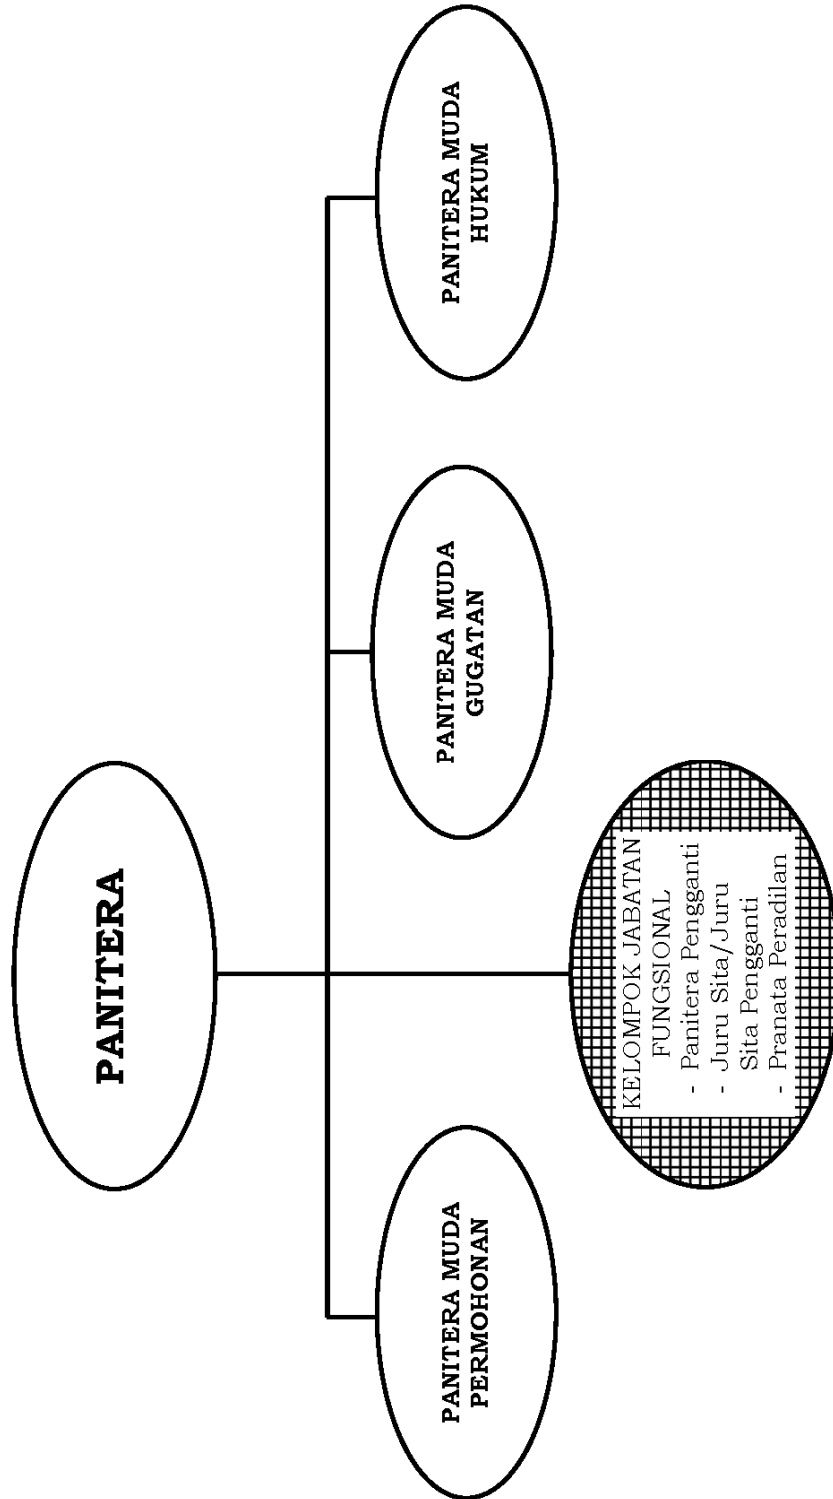 PANITERA
PANITERA MUDA
PERMOHONAN
PANITERA MUDA
GUGATAN
PANITERA MUDA
HUKUM
KELOMPOK JABATAN
FUNGSIONAL
- Panitera Pengganti
- Juru Sita/Juru
Sita Pengganti
- Pranata Peradilan